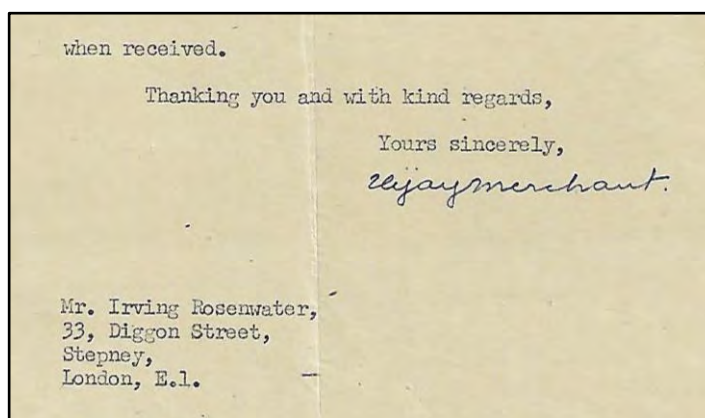 when received.
Thanking you and with kind regards,
Yours sincerely,
Vijay Merchant.
Mr. Irving Rosenwater,
33, Diggon Street,
Stepney,
London, E.1.